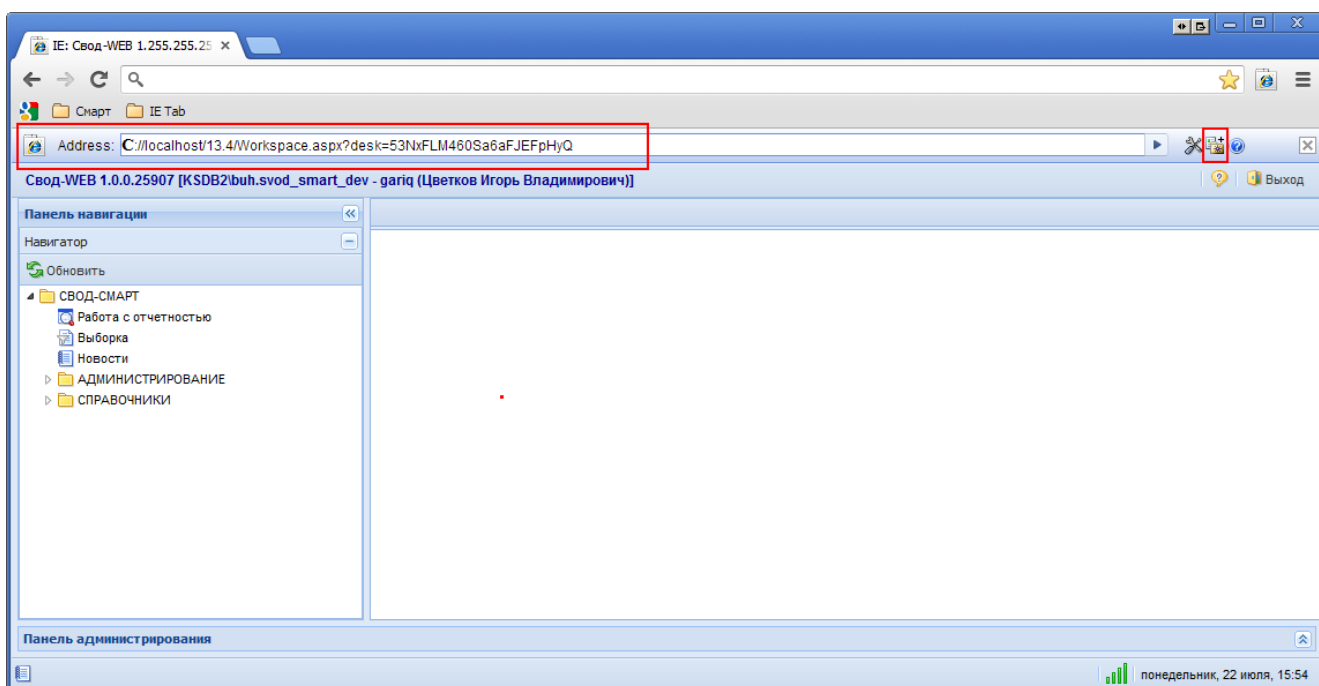 IE: Свод-WEB 1.255.255.25
Смарт IE Tab
Address: C://localhost/13.4/Workspace.aspx?desk=53NxFLM460Sa6aFJEFpHyQ
Свод-WEB 1.0.0.25907 [KSDB2\buh.svod_smart_dev - gariq (Цветков Игорь Владимирович)] Выход
Панель навигации
Навигатор
Обновить
СВОД-СМАРТ
Работа с отчетностью
Выборка
Новости
АДМИНИСТРИРОВАНИЕ
СПРАВОЧНИКИ
Панель администрирования
понедельник, 22 июля, 15:54